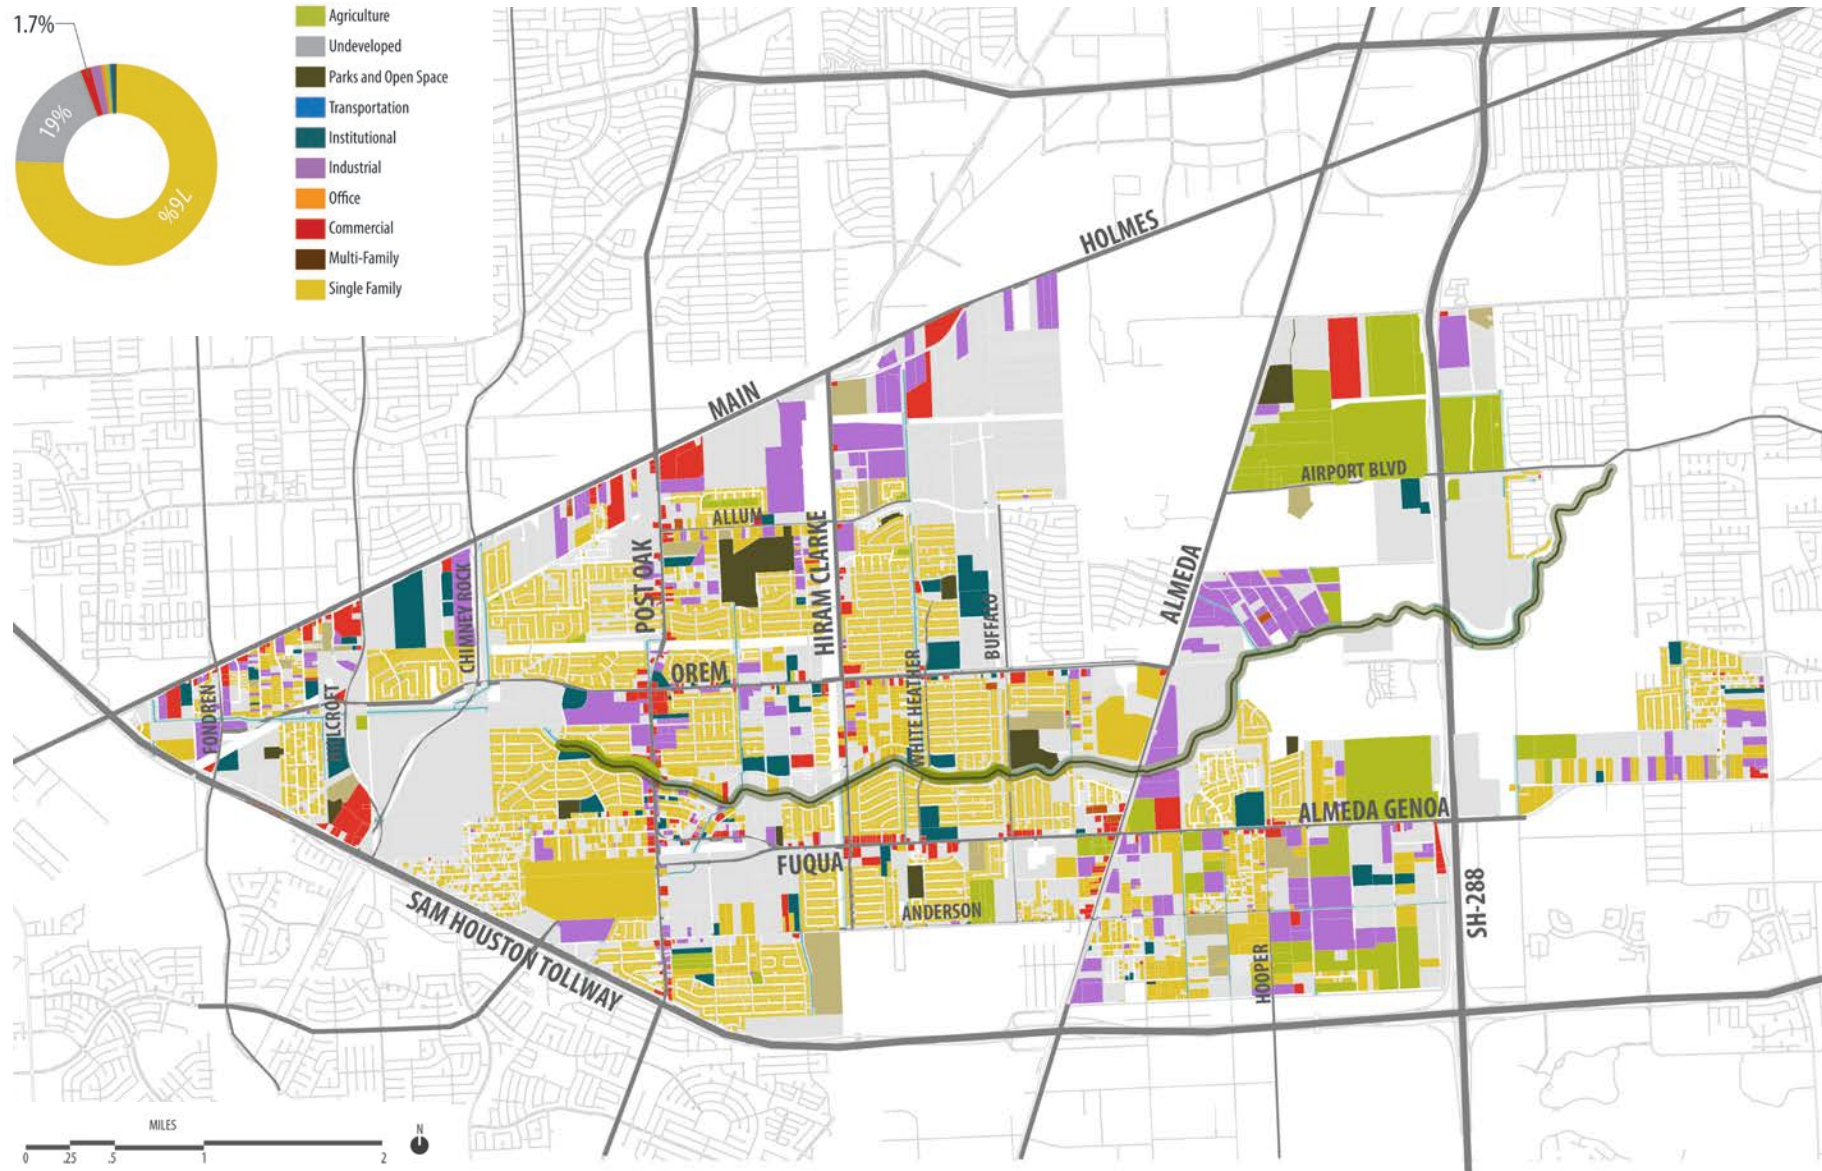 1.7%
19%
76%
Agriculture
Undeveloped
Parks and Open Space
Transportation
Institutional
Industrial
Office
Commercial
Multi-Family
Single Family
HOLMES
MAIN
AIRPORT BLVD
ALLUM
POST OAK
HIRAM CLARKE
ALMEDA
CHIMNEY ROCK
BUFFALO
WHITE HEATHER
OREM
FONDREN
HILLCROFT
ALMEDA GENOA
FUQUA
SAM HOUSTON TOLLWAY
ANDERSON
SH-288
HOOPER
MILES
0 .25 .5 1 2
N